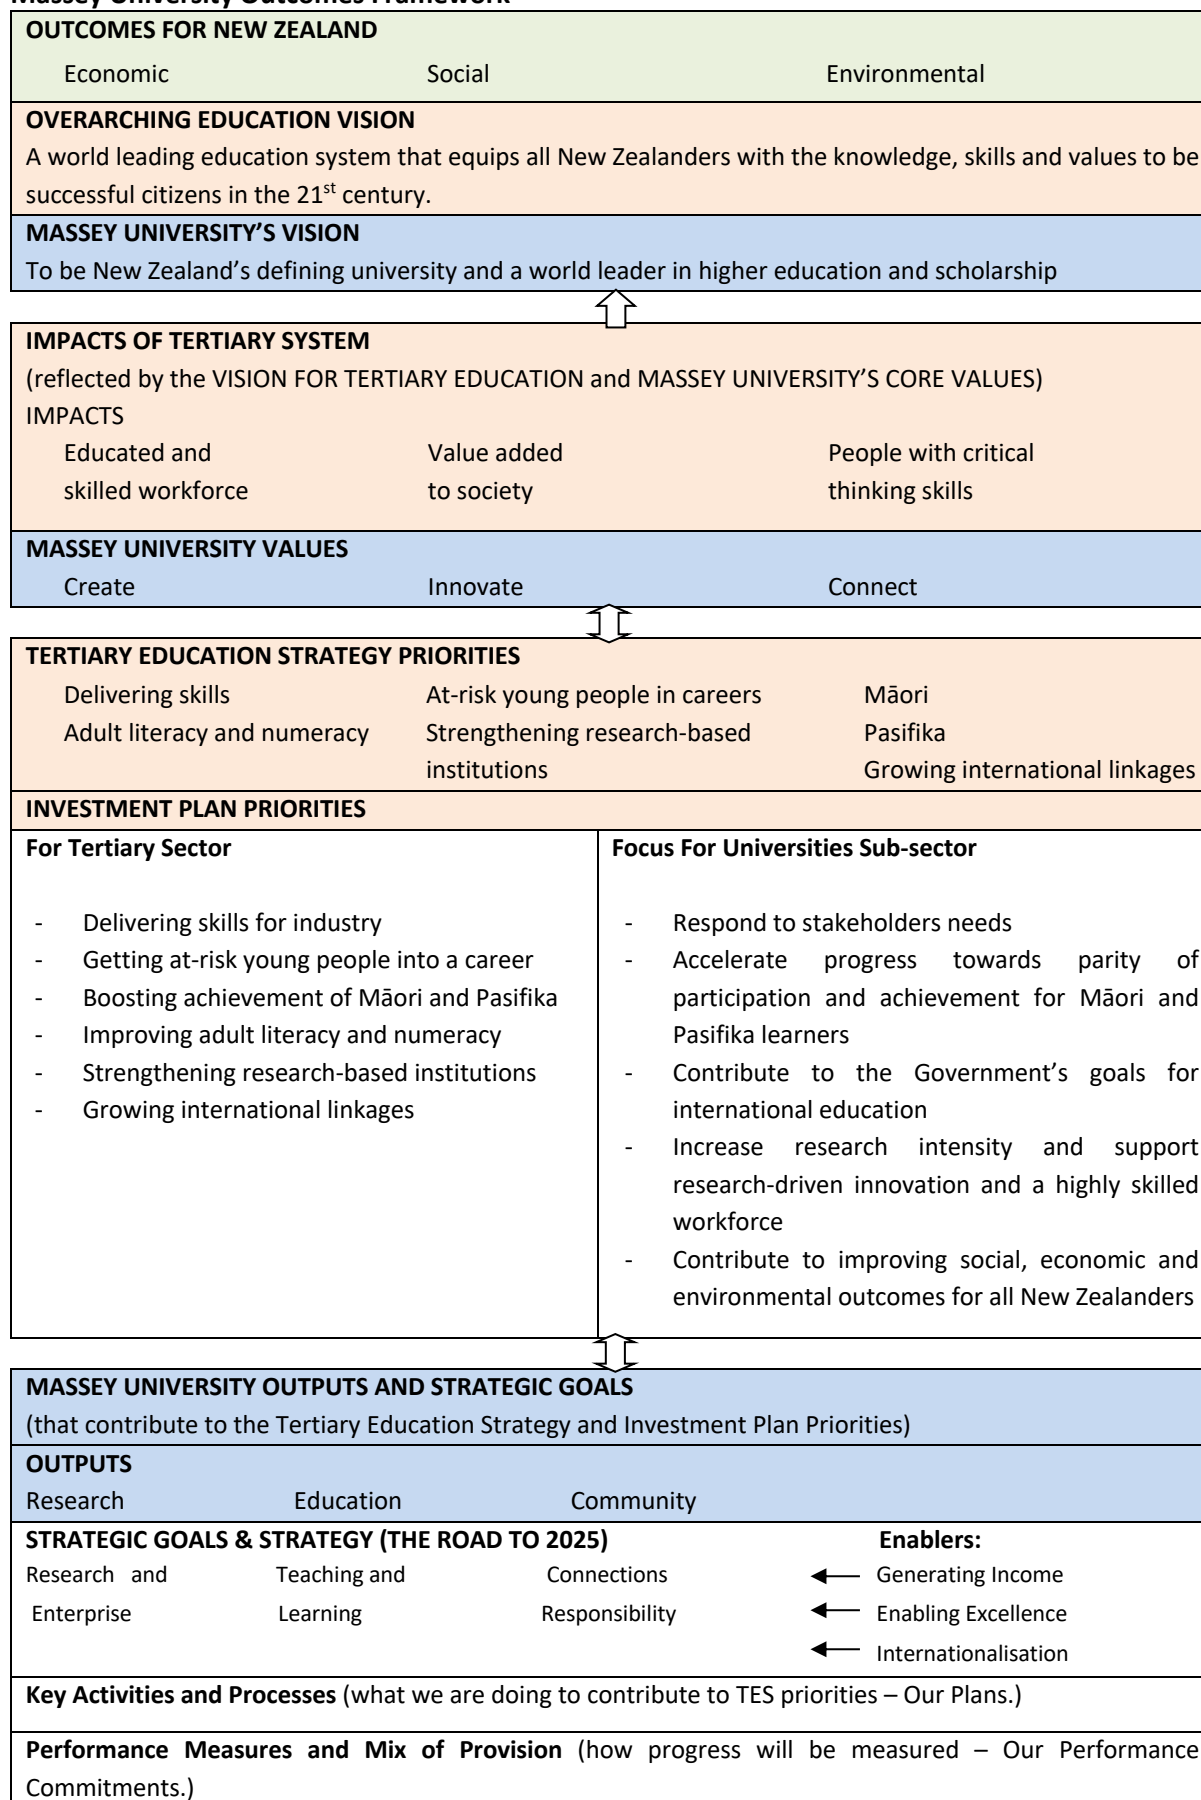 Massey University Outcomes Framework
OUTCOMES FOR NEW ZEALAND
Economic Social Environmental
OVERARCHING EDUCATION VISION
A world leading education system that equips all New Zealanders with the knowledge, skills and values to be
successful citizens in the 21st century.
MASSEY UNIVERSITY’S VISION
To be New Zealand’s defining university and a world leader in higher education and scholarship
IMPACTS OF TERTIARY SYSTEM
(reflected by the VISION FOR TERTIARY EDUCATION and MASSEY UNIVERSITY’S CORE VALUES)
IMPACTS
Educated and Value added People with critical
skilled workforce to society thinking skills
MASSEY UNIVERSITY VALUES
Create Innovate Connect
TERTIARY EDUCATION STRATEGY PRIORITIES
Delivering skills At-risk young people in careers Māori
Adult literacy and numeracy Strengthening research-based Pasifika
institutions Growing international linkages
INVESTMENT PLAN PRIORITIES
For Tertiary Sector
- Delivering skills for industry
- Getting at-risk young people into a career
- Boosting achievement of Māori and Pasifika
- Improving adult literacy and numeracy
- Strengthening research-based institutions
- Growing international linkages
Focus For Universities Sub-sector
- Respond to stakeholders needs
- Accelerate progress towards parity of
participation and achievement for Māori and
Pasifika learners
- Contribute to the Government’s goals for
international education
- Increase research intensity and support
research-driven innovation and a highly skilled
workforce
- Contribute to improving social, economic and
environmental outcomes for all New Zealanders
MASSEY UNIVERSITY OUTPUTS AND STRATEGIC GOALS
(that contribute to the Tertiary Education Strategy and Investment Plan Priorities)
OUTPUTS
Research Education Community
STRATEGIC GOALS & STRATEGY (THE ROAD TO 2025) Enablers:
Research and Teaching and Connections Generating Income
Enterprise Learning Responsibility Enabling Excellence
Internationalisation
Key Activities and Processes (what we are doing to contribute to TES priorities – Our Plans.)
Performance Measures and Mix of Provision (how progress will be measured – Our Performance
Commitments.)